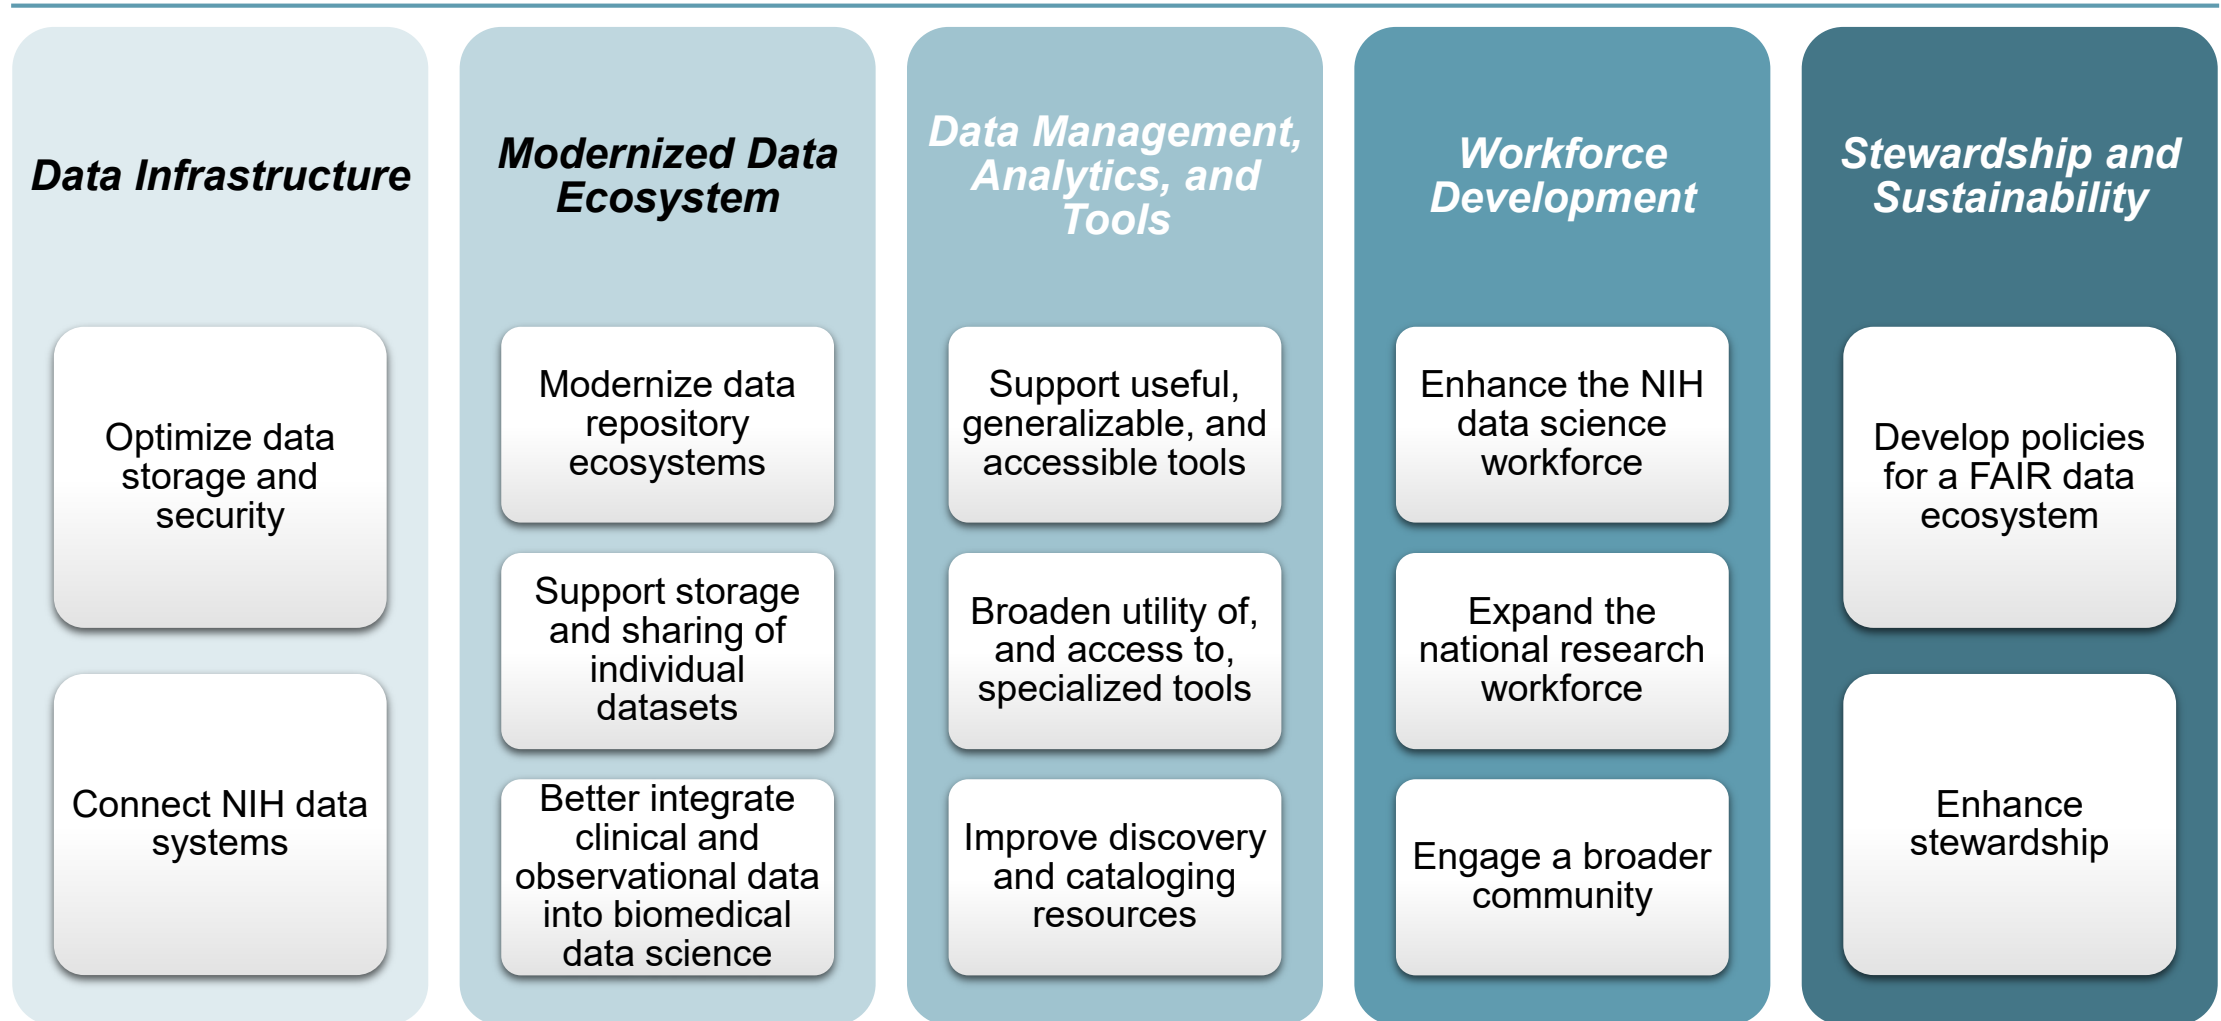 Data Infrastructure
Optimize data
storage and
security
Connect NIH data
systems
Modernized Data
Ecosystem
Modernize data
repository
ecosystems
Support storage
and sharing of
individual
datasets
Better integrate
clinical and
observational data
into biomedical
data science
Data Management,
Analytics, and
Tools
Support useful,
generalizable, and
accessible tools
Broaden utility of,
and access to,
specialized tools
Improve discovery
and cataloging
resources
Workforce
Development
Enhance the NIH
data science
workforce
Expand the
national research
workforce
Engage a broader
community
Stewardship and
Sustainability
Develop policies
for a FAIR data
ecosystem
Enhance
stewardship